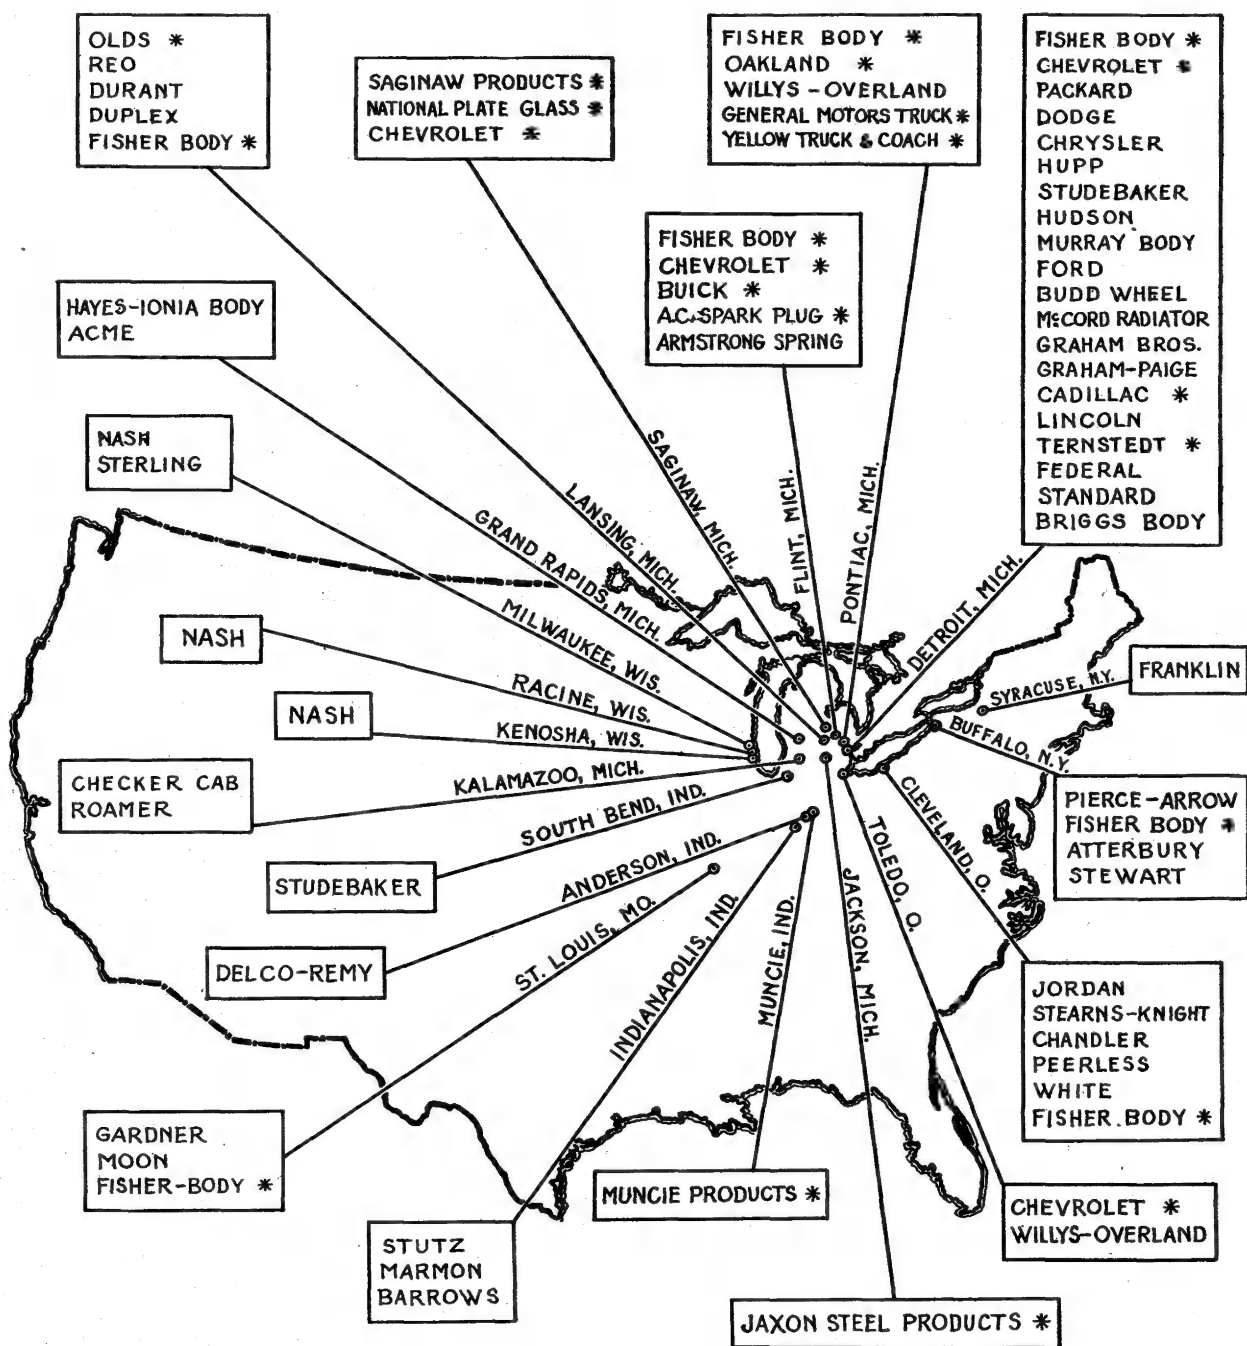 OLDS *
REO
DURANT
DUPLEX
FISHER BODY *
SAGINAW PRODUCTS *
NATIONAL PLATE GLASS *
CHEVROLET *
FISHER BODY *
OAKLAND *
WILLYS-OVERLAND
GENERAL MOTORS TRUCK *
YELLOW TRUCK & COACH *
FISHER BODY *
CHEVROLET *
PACKARD
DODGE
CHRYSLER
HUPP
STUDEBAKER
HUDSON
MURRAY BODY
FORD
BUDD WHEEL
McCORD RADIATOR
GRAHAM BROS.
GRAHAM-PAIGE
CADILLAC *
LINCOLN
TERNSTEDT *
FEDERAL
STANDARD
BRIGGS BODY
FISHER BODY *
CHEVROLET *
BUICK *
A.C. SPARK PLUG *
ARMSTRONG SPRING
HAYES-IONIA BODY
ACME
NASH
STERLING
NASH
NASH
CHECKER CAB
ROAMER
STUDEBAKER
DELCO-REMY
GARDNER
MOON
FISHER-BODY *
STUTZ
MARMON
BARROWS
MUNCIE PRODUCTS *
JAXON STEEL PRODUCTS *
CHEVROLET *
WILLYS-OVERLAND
JORDAN
STEARNS-KNIGHT
CHANDLER
PEERLESS
WHITE
FISHER BODY *
PIERCE-ARROW
FISHER BODY *
ATTERBURY
STEWART
FRANKLIN
LANSING, MICH.
SAGINAW, MICH.
FLINT, MICH.
PONTIAC, MICH.
DETROIT, MICH.
GRAND RAPIDS, MICH.
MILWAUKEE, WIS.
RACINE, WIS.
KENOSHA, WIS.
KALAMAZOO, MICH.
SOUTH BEND, IND.
ANDERSON, IND.
ST. LOUIS, MO.
INDIANAPOLIS, IND.
MUNCIE, IND.
JACKSON, MICH.
TOLEDO, O.
CLEVELAND, O.
BUFFALO, N.Y.
SYRACUSE, N.Y.